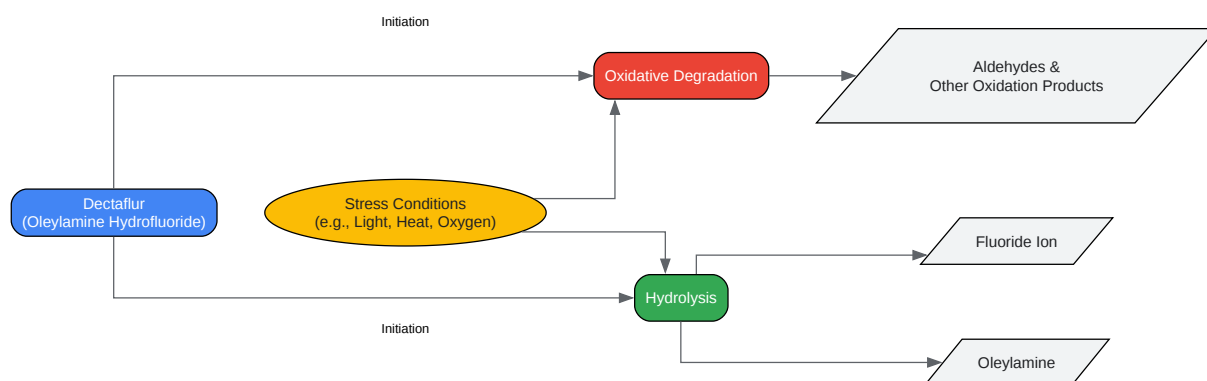 Initiation
Oxidative Degradation
Aldehydes &
Other Oxidation Products
Dectaflur
(Oleylamine Hydrofluoride)
Stress Conditions
(e.g., Light, Heat, Oxygen)
Fluoride Ion
Hydrolysis
Initiation
Oleylamine